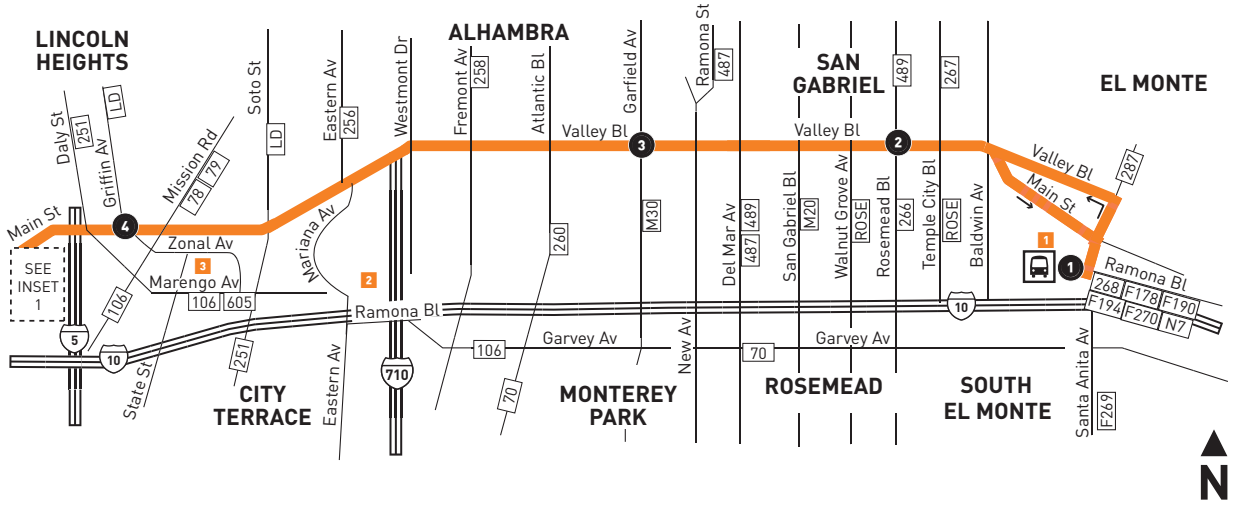 LINCOLN
HEIGHTS
ALHAMBRA
SAN
GABRIEL
EL MONTE
Daly St
251
Griffin Av
LD
Mission Rd
78
79
Soto St
LD
Eastern Av
256
Westmont Dr
Fremont Av
258
Atlantic Bl
Garfield Av
Ramona St
487
489
267
Valley Bl
3
Valley Bl
2
Valley Bl
287
Main St
Main St
4
Zonal Av
3
Marengo Av
106
605
SEE
INSET
1
106
Mariana Av
2
260
M30
Del Mar Av
487
489
San Gabriel Bl
M20
Walnut Grove Av
ROSE
Rosemead Bl
266
Temple City Bl
ROSE
Baldwin Av
1
1
Ramona Bl
268
F178
F190
F194
F270
N7
5
10
State St
251
CITY
TERRACE
Eastern Av
Ramona Bl
710
106
70
Garvey Av
MONTEREY
PARK
New Av
70
Garvey Av
ROSEMEAD
10
SOUTH
EL MONTE
Santa Anita Av
F269
N